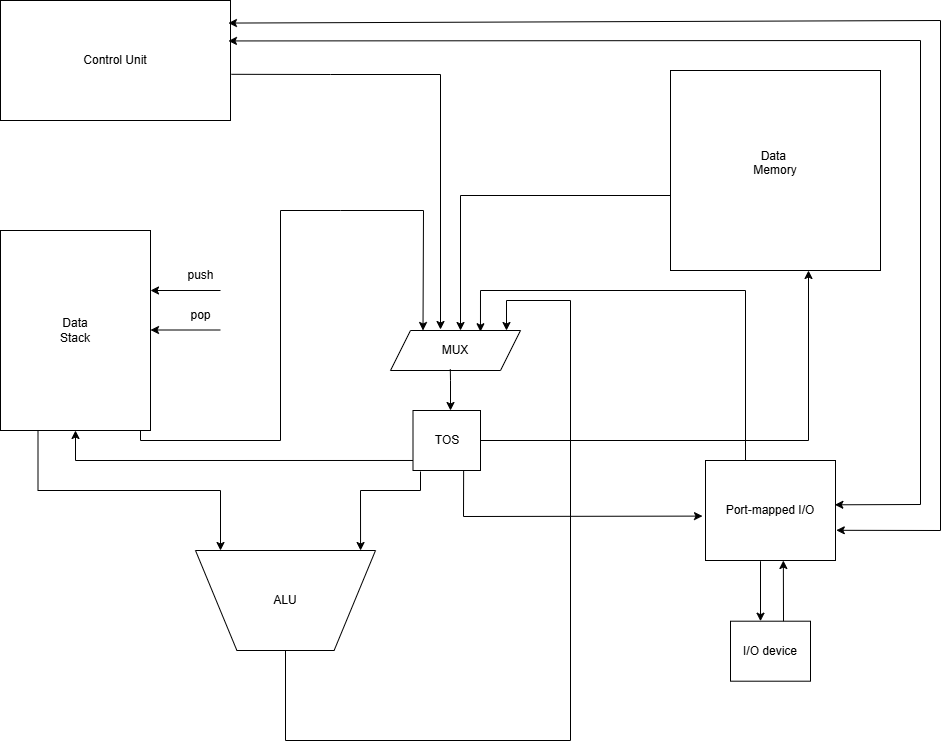 Control Unit
Data
Memory
push
pop
Data
Stack
MUX
TOS
Port-mapped I/O
ALU
I/O device